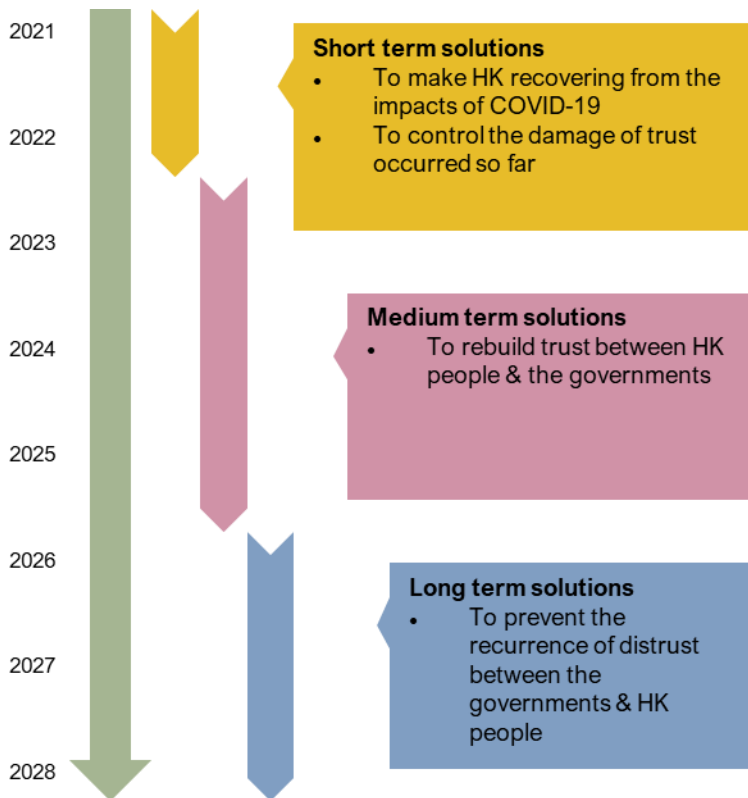 2021
2022
2023
2024
2025
2026
2027
2028
Short term solutions
• To make HK recovering from the
impacts of COVID-19
• To control the damage of trust
occurred so far
Medium term solutions
• To rebuild trust between HK
people & the governments
Long term solutions
• To prevent the
recurrence of distrust
between the
governments & HK
people